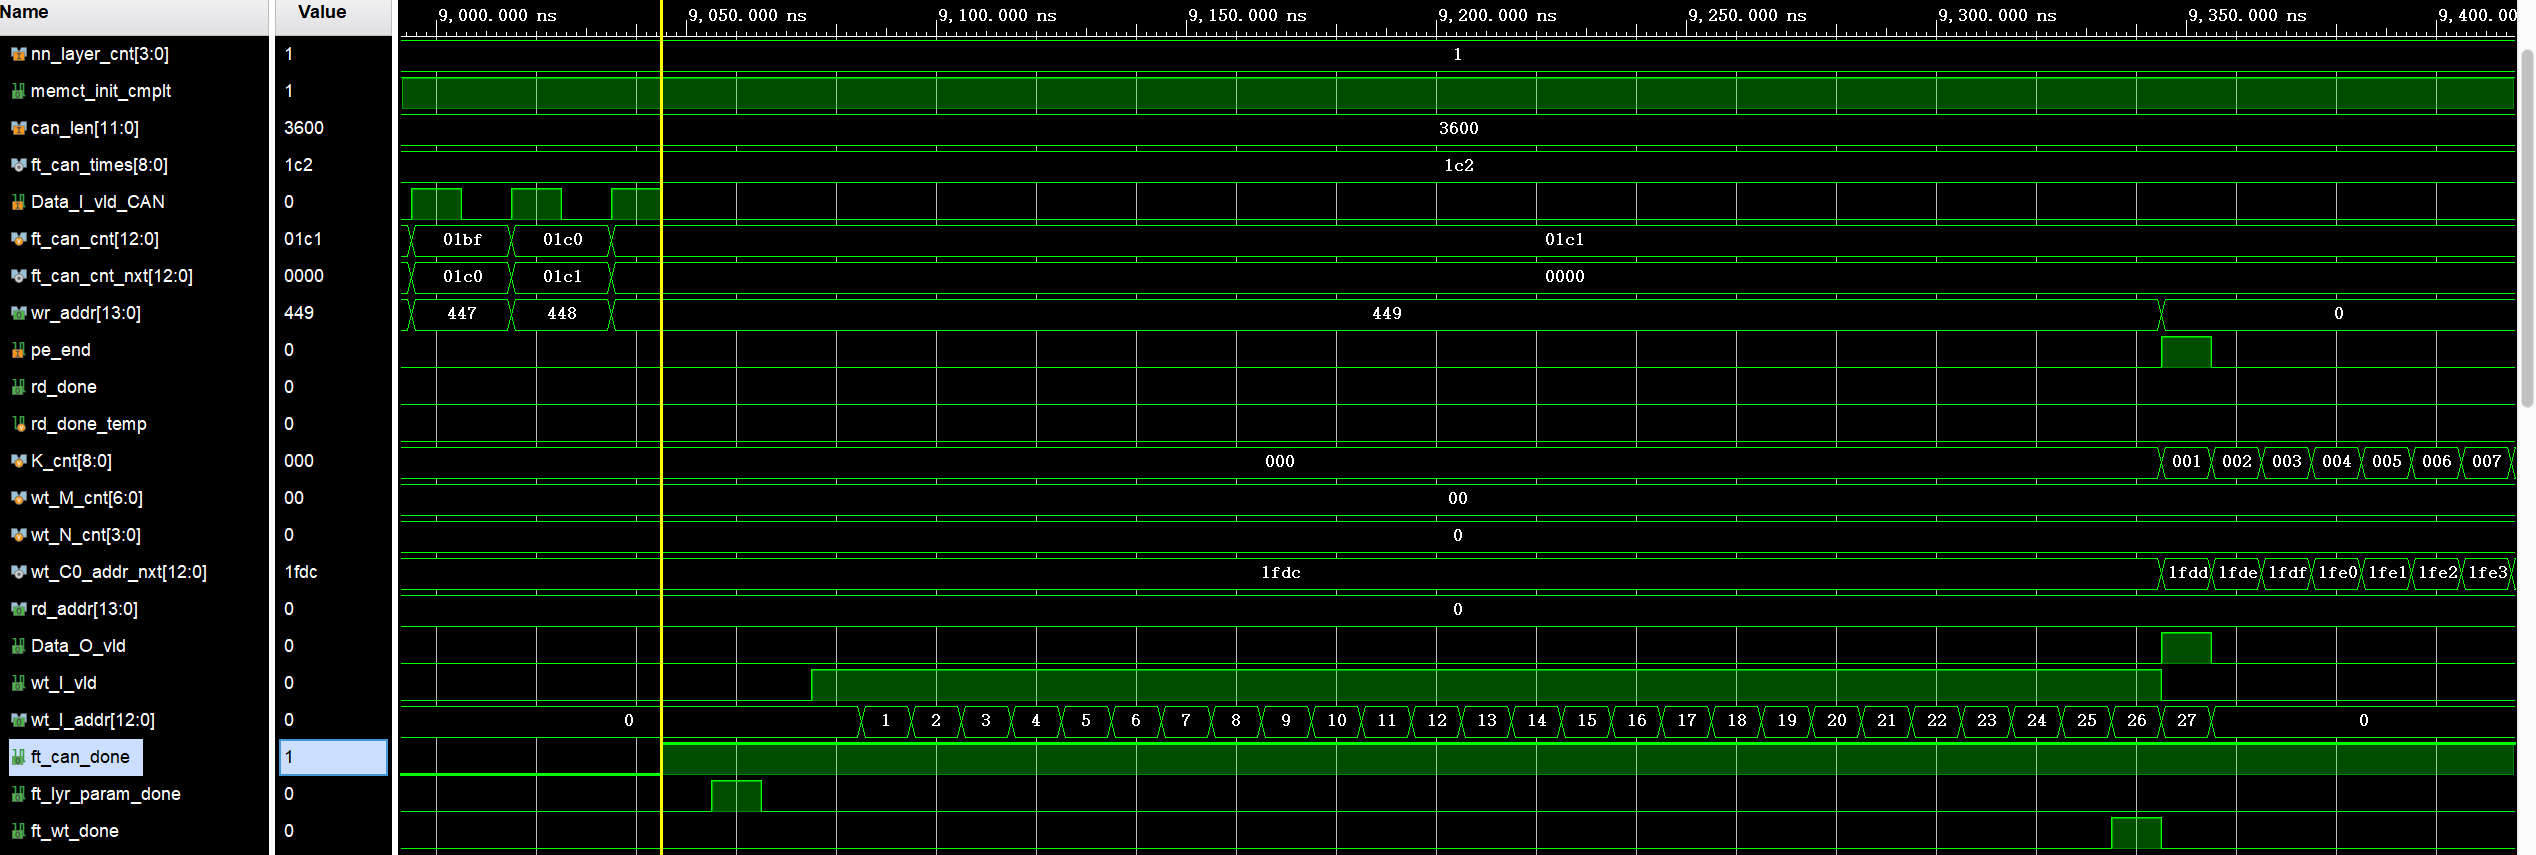 Name Value 9,000.000 ns 9,050.000 ns 9,100.000 ns 9,150.000 ns 9,200.000 ns 9,250.000 ns 9,300.000 ns 9,350.000 ns 9,400.00
nn_layer_cnt[3:0] 1 1
memct_init_cmplt 1
can_len[11:0] 3600 3600
ft_can_times[8:0] 1c2 1c2
Data_I_vld_CAN 0
ft_can_cnt[12:0] 01c1 01bf 01c0 01c1
ft_can_cnt_nxt[12:0] 0000 01c0 01c1 0000
wr_addr[13:0] 449 447 448 449 0
pe_end 0
rd_done 0
rd_done_temp 0
K_cnt[8:0] 000 000 001 002 003 004 005 006 007
wt_M_cnt[6:0] 00 00
wt_N_cnt[3:0] 0 0
wt_C0_addr_nxt[12:0] 1fdc 1fdc 1fdd 1fde 1fdf 1fe0 1fe1 1fe2 1fe3
rd_addr[13:0] 0 0
Data_O_vld 0
wt_I_vld 0
wt_I_addr[12:0] 0 0 1 2 3 4 5 6 7 8 9 10 11 12 13 14 15 16 17 18 19 20 21 22 23 24 25 26 27 0
ft_can_done 1
ft_lyr_param_done 0
ft_wt_done 0